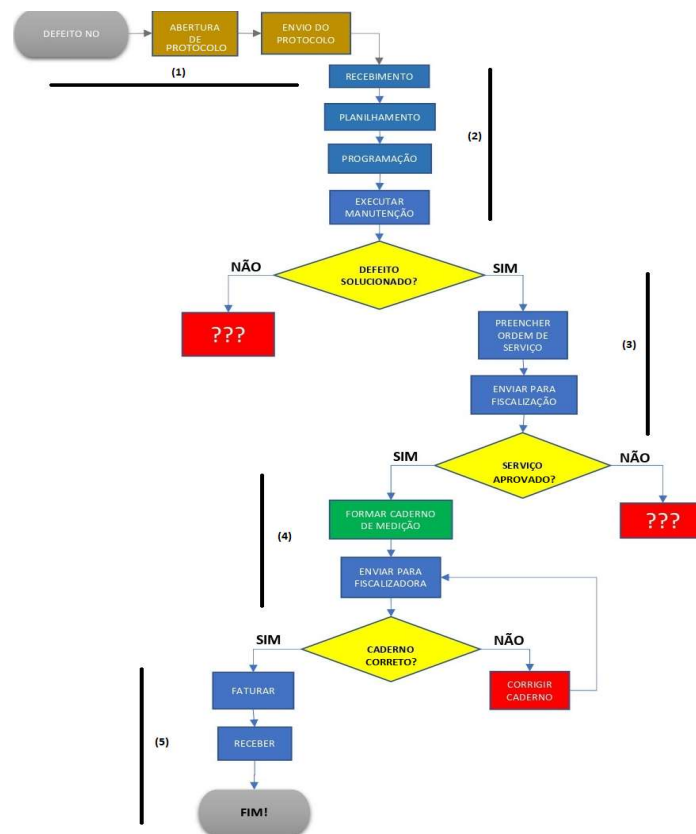 DEFEITO NO
ABERTURA
DE
PROTOCOLO
ENVIO DO
PROTOCOLO
(1)
RECEBIMENTO
PLANILHAMENTO
(2)
PROGRAMAÇÃO
EXECUTAR
MANUTENÇÃO
NÃO
DEFEITO
SOLUCIONADO?
SIM
???
PREENCHER
ORDEM DE
SERVIÇO
(3)
ENVIAR PARA
FISCALIZAÇÃO
SIM
SERVIÇO
APROVADO?
NÃO
FORMAR CADERNO
DE MEDIÇÃO
???
(4)
ENVIAR PARA
FISCALIZADORA
SIM
CADERNO
CORRETO?
NÃO
FATURAR
CORRIGIR
CADERNO
(5)
RECEBER
FIM!